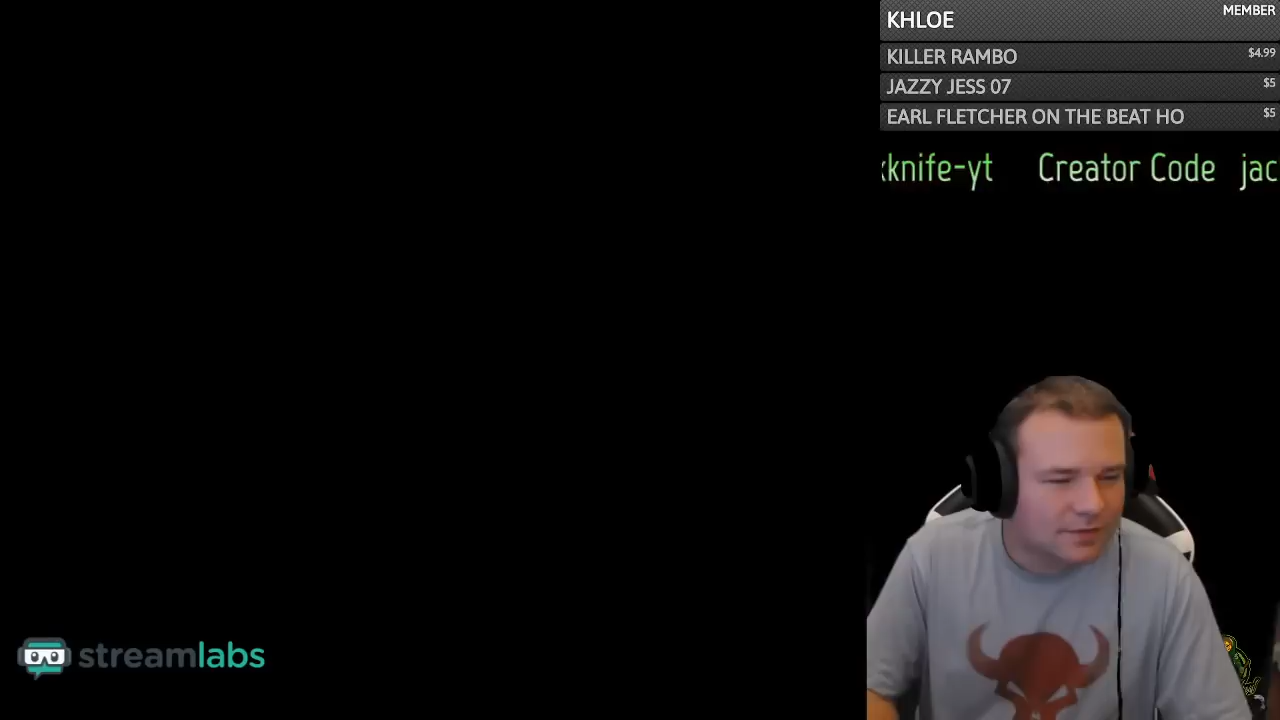 KHLOE MEMBER
KILLER RAMBO $4.99
JAZZY JESS 07 $5
EARL FLETCHER ON THE BEAT HO $5
kknife-yt Creator Code jac
streamlabs